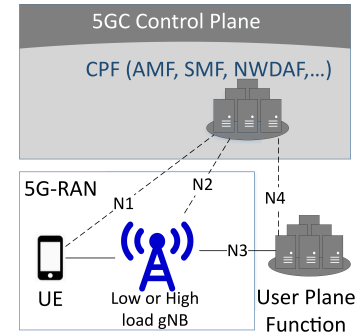 5GC Control Plane
CPF (AMF, SMF, NWDAF,...)
5G-RAN
N1
N2
N4
N3
UE
Low or High
load gNB
User Plane
Function